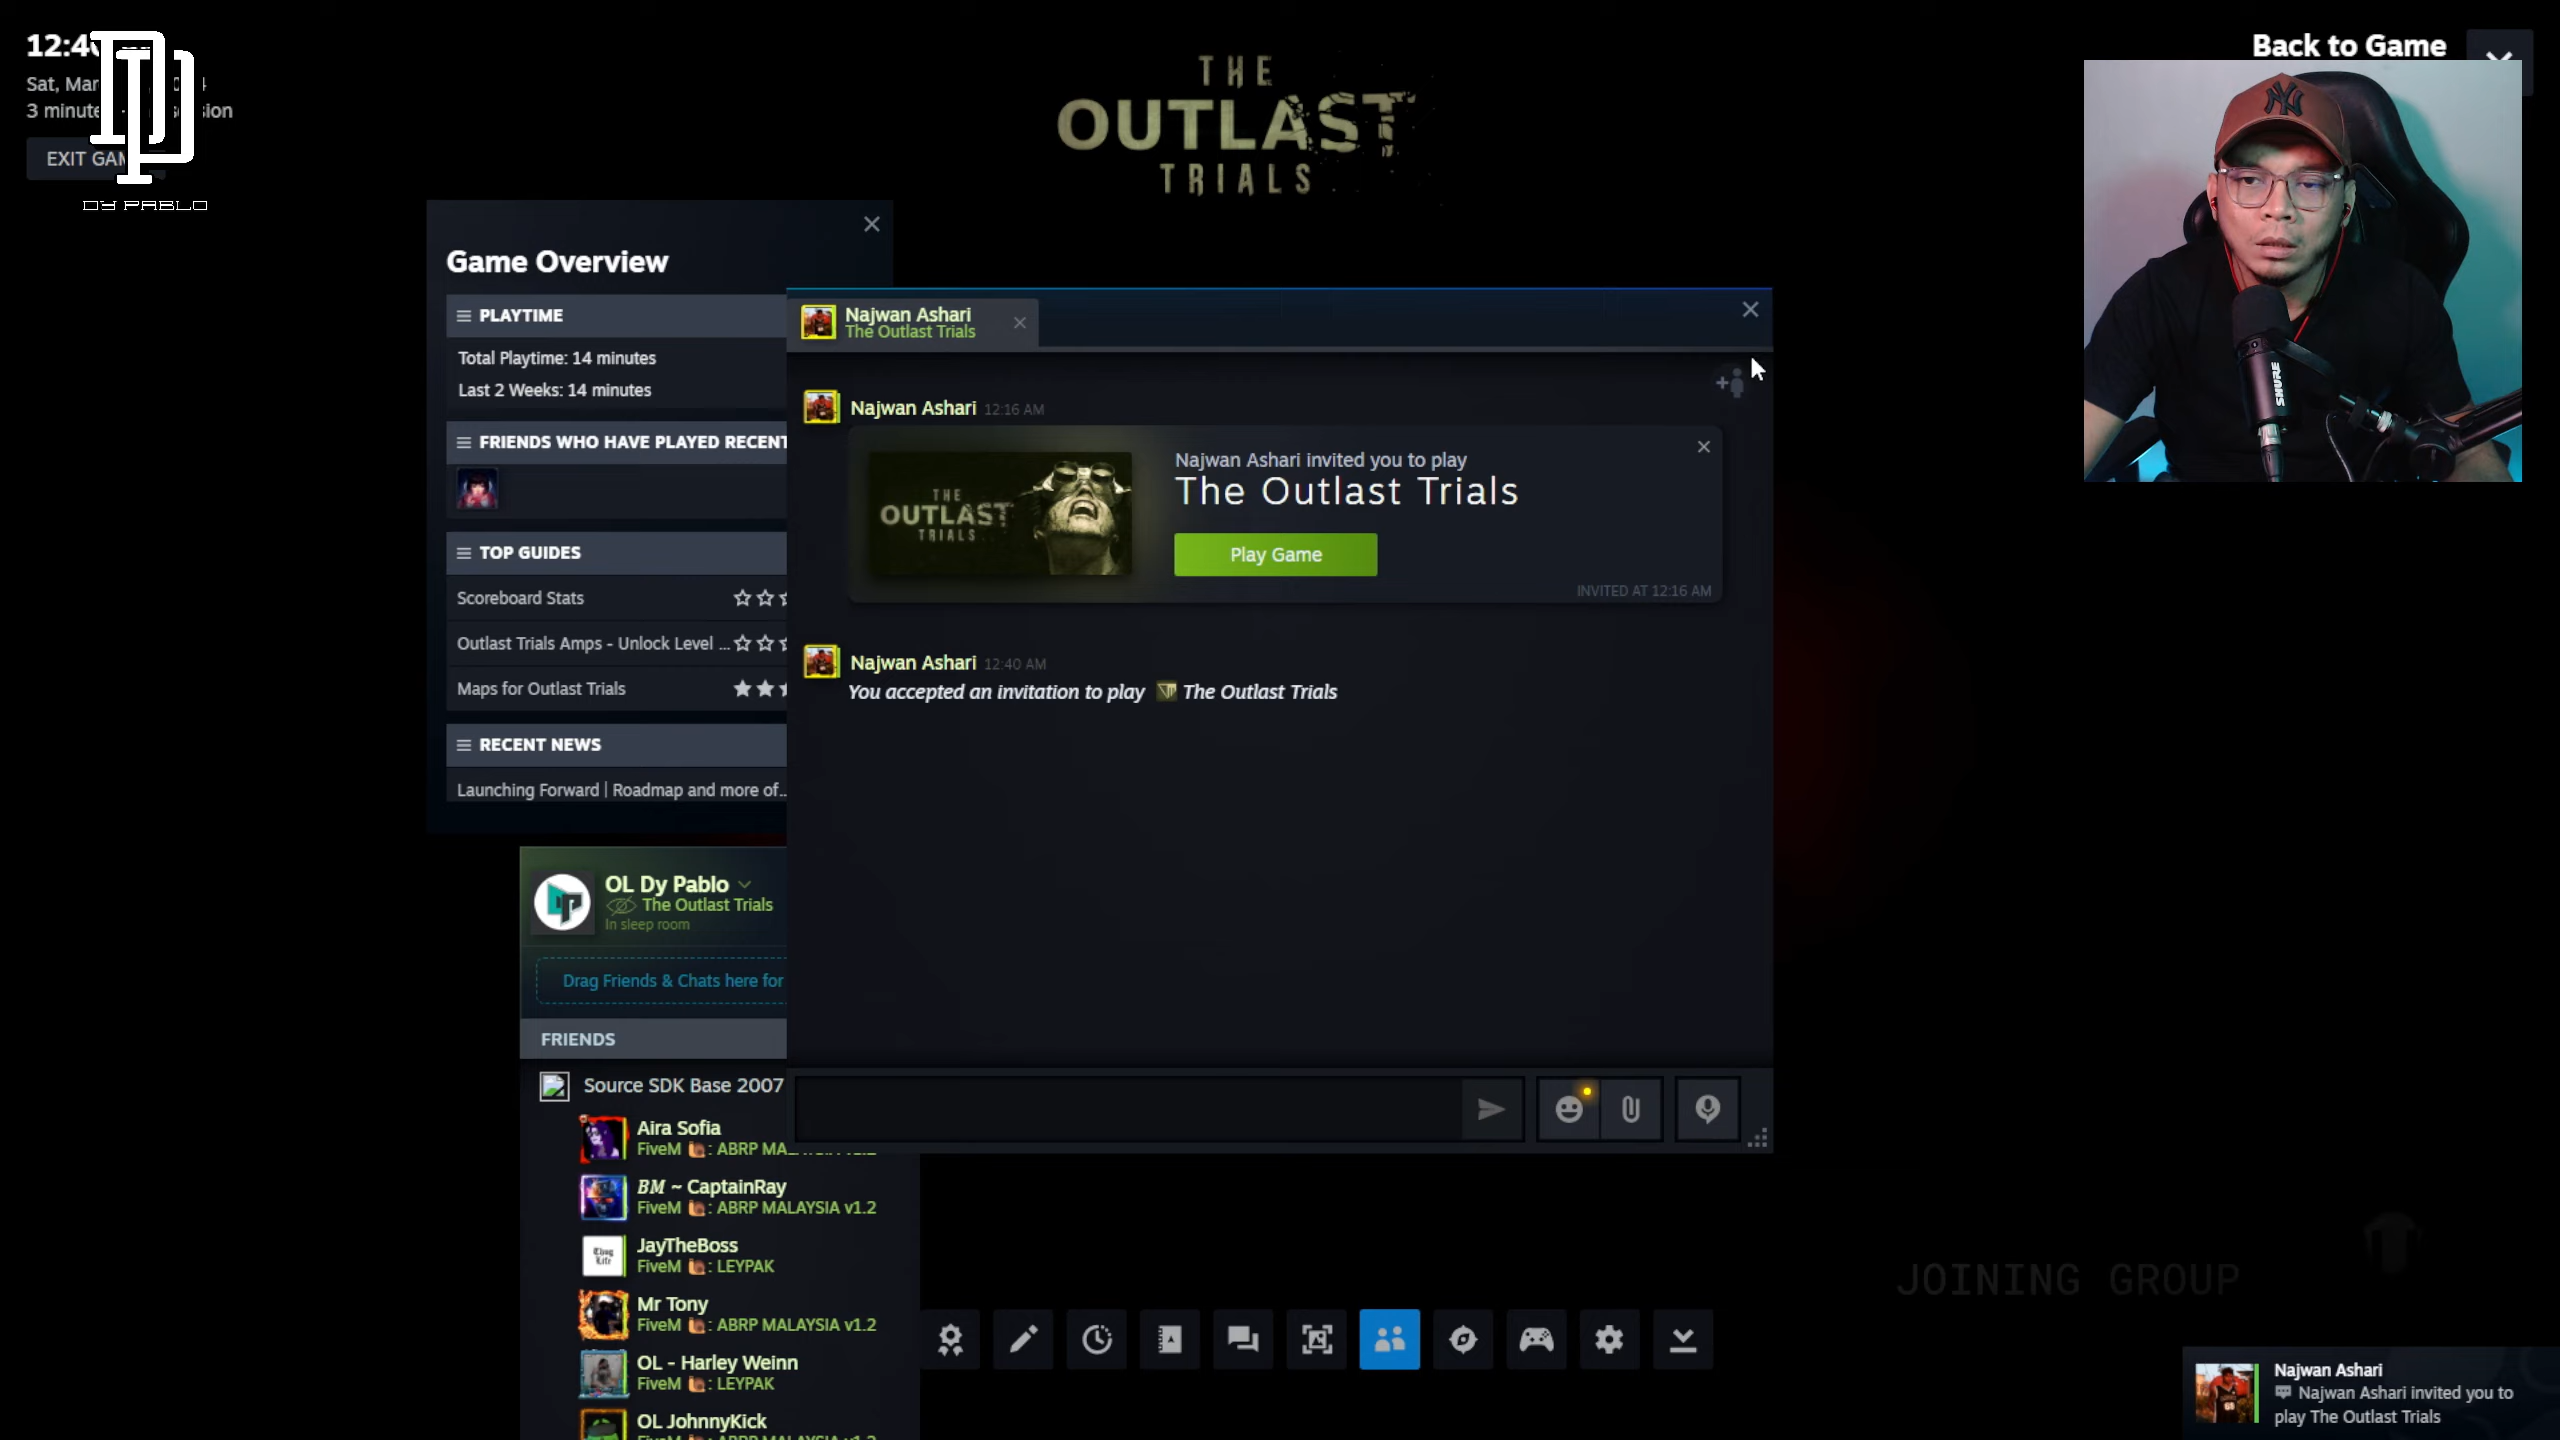 Sat, Mar
3 minute
EXIT GAM
DY PABLO
THE
OUTLAST
TRIALS
Back to Game
Game Overview
PLAYTIME
Total Playtime: 14 minutes
Last 2 Weeks: 14 minutes
FRIENDS WHO HAVE PLAYED RECENT
TOP GUIDES
Scoreboard Stats
Outlast Trials Amps - Unlock Level ...
Maps for Outlast Trials
RECENT NEWS
Launching Forward | Roadmap and more of...
Najwan Ashari
The Outlast Trials
Najwan Ashari 12:16 AM
THE
OUTLAST
TRIALS
Najwan Ashari invited you to play
The Outlast Trials
Play Game
INVITED AT 12:16 AM
Najwan Ashari 12:40 AM
You accepted an invitation to play The Outlast Trials
OL Dy Pablo
The Outlast Trials
In sleep room
Drag Friends & Chats here for
FRIENDS
Source SDK Base 2007
Aira Sofia
FiveM : ABRP MA
BM ~ CaptainRay
FiveM : ABRP MALAYSIA v1.2
JayTheBoss
FiveM : LEYPAK
Mr Tony
FiveM : ABRP MALAYSIA v1.2
OL - Harley Weinn
FiveM : LEYPAK
OL JohnnyKick
JOINING GROUP
Najwan Ashari
Najwan Ashari invited you to
play The Outlast Trials
SHURE
NY
Thug
Life